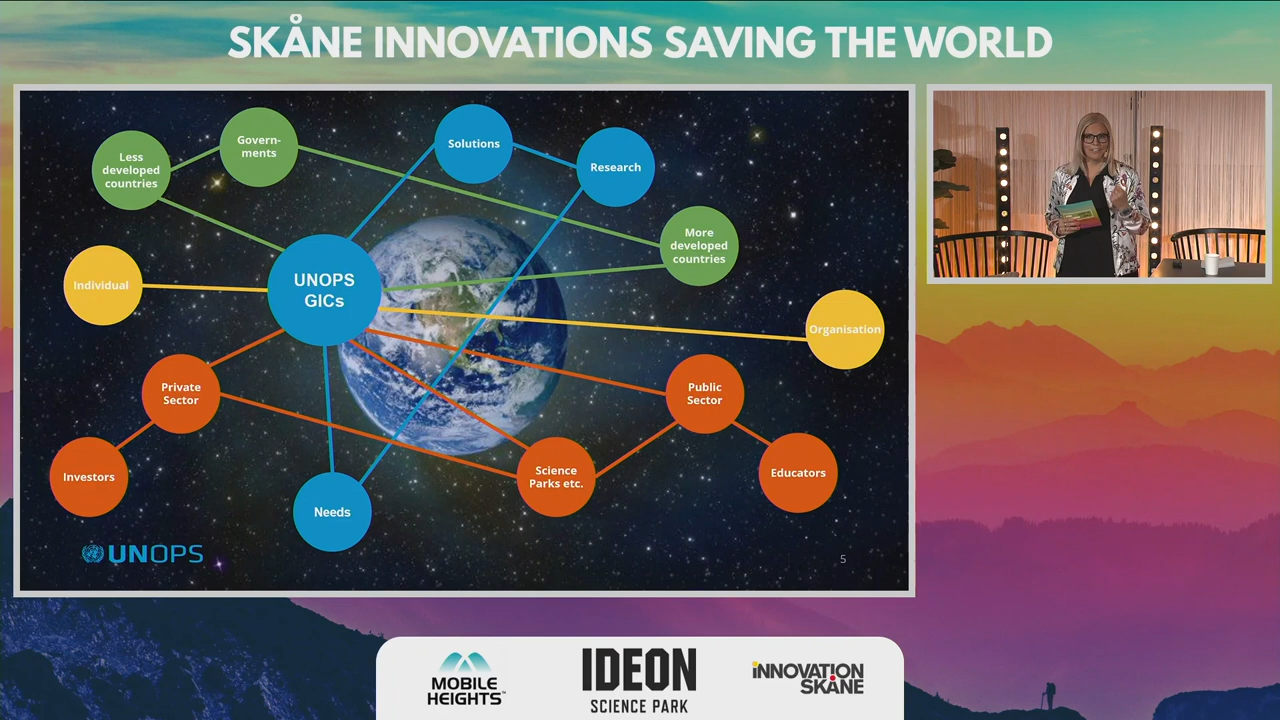 SKÅNE INNOVATIONS SAVING THE WORLD
Less
developed
countries
Govern-
ments
Solutions
Research
More
developed
countries
UNOPS
GICs
Individual
Organisation
Private
Sector
Public
Sector
Investors
Science
Parks etc.
Educators
Needs
UNOPS
5
MOBILE
HEIGHTS™
IDEON
SCIENCE PARK
INNOVATION
SKÅNE